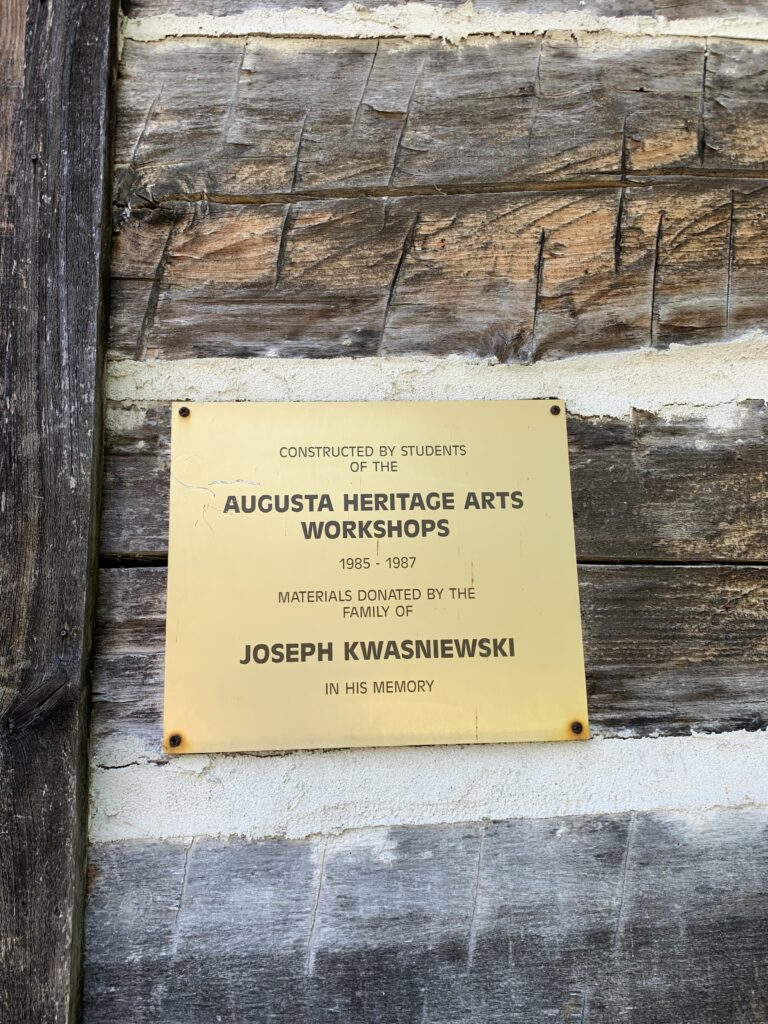 CONSTRUCTED BY STUDENTS
OF THE
AUGUSTA HERITAGE ARTS
WORKSHOPS
1985 - 1987
MATERIALS DONATED BY THE
FAMILY OF
JOSEPH KWASNIEWSKI
IN HIS MEMORY